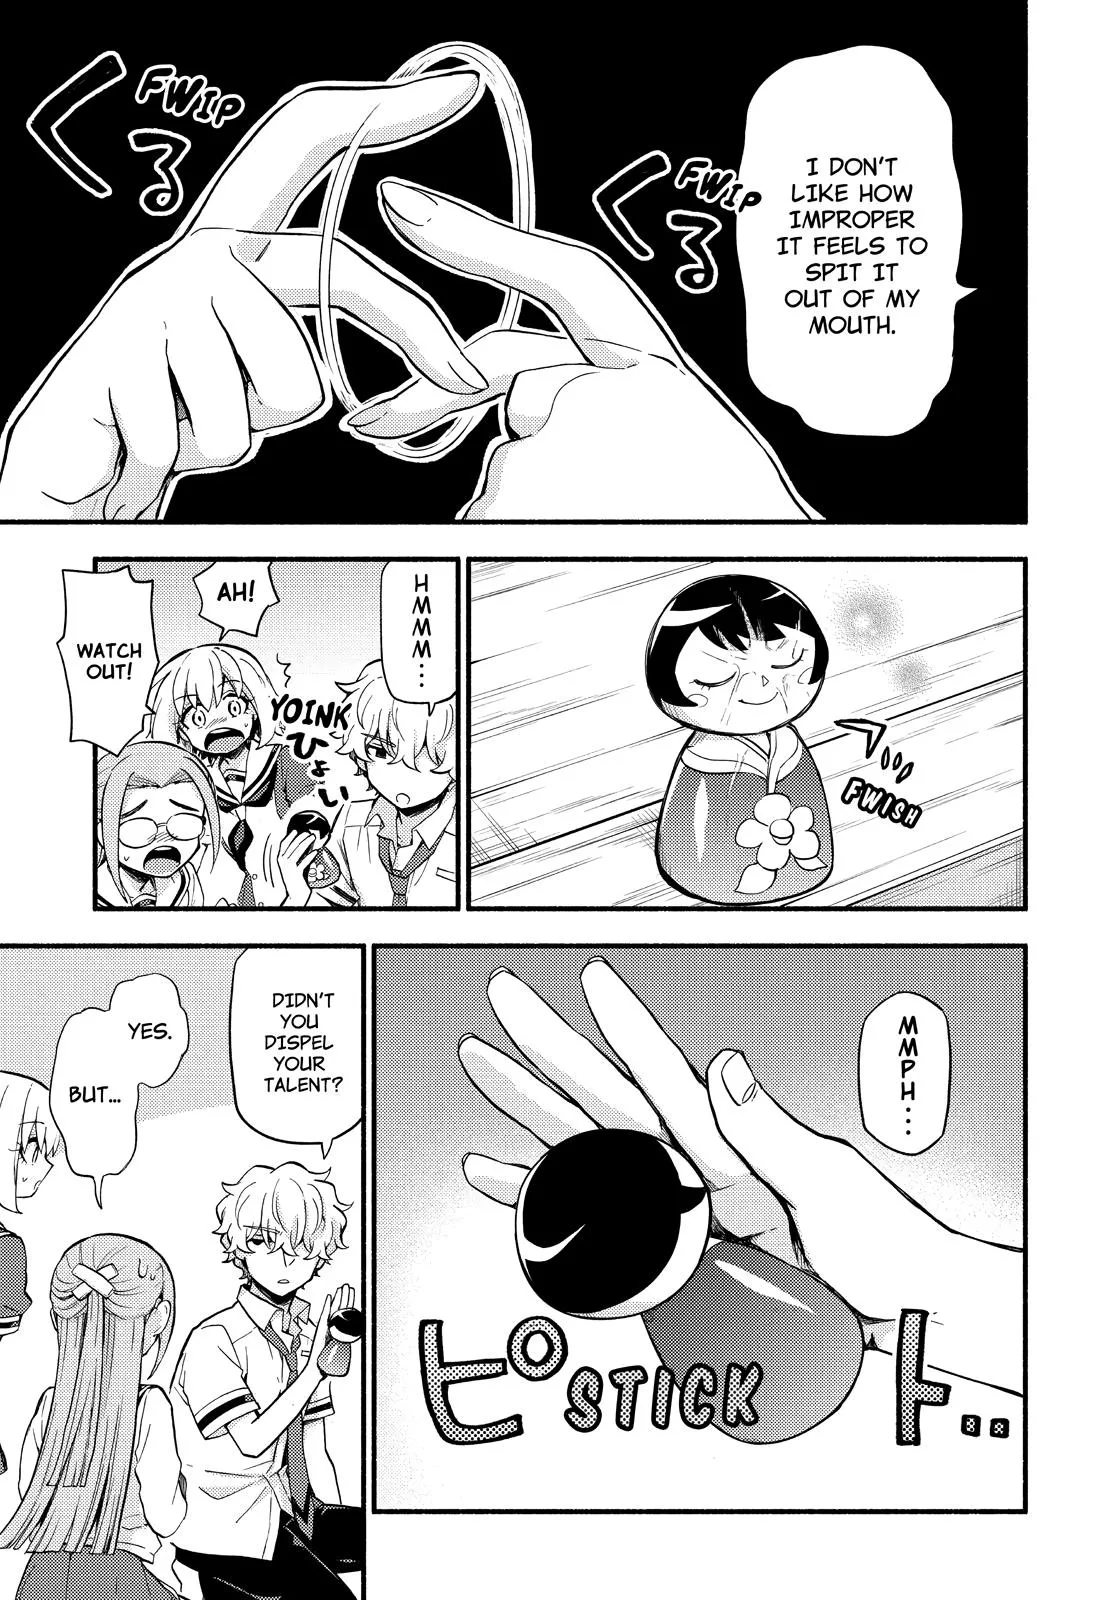 I DON'T
LIKE HOW
IMPROPER
IT FEELS TO
SPIT IT
OUT OF MY
MOUTH.
FWIP
くる
FWIP
くる
FWISH
HMMM...
AH!
WATCH
OUT!
YOINK
ひょい
MMPH...
ピト..
STICK
DIDN'T
YOU
DISPEL
YOUR
TALENT?
YES.
BUT...